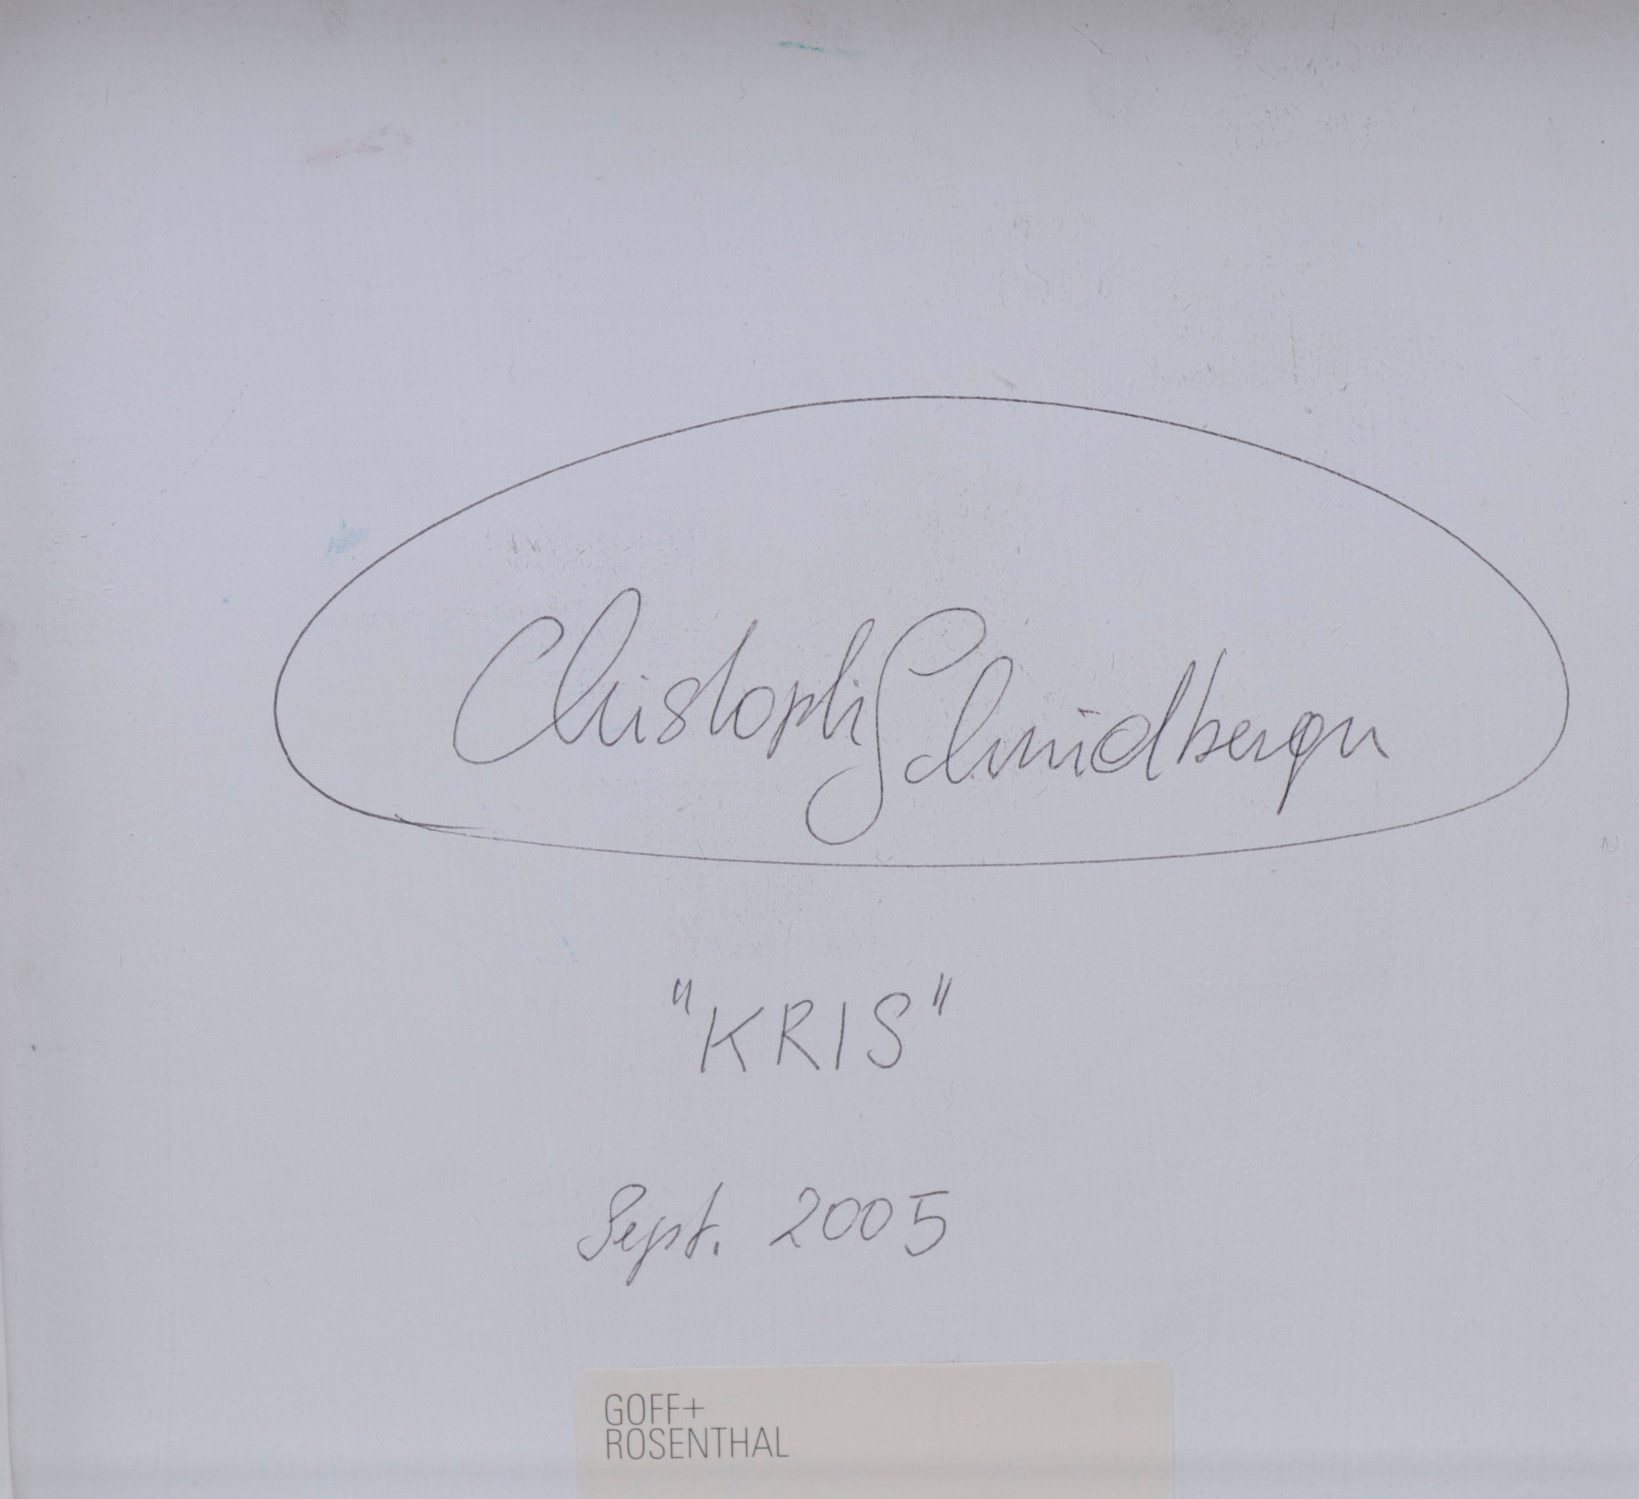 Christoph Schmidberger
"KRIS"
Sept. 2005
GOFF+
ROSENTHAL